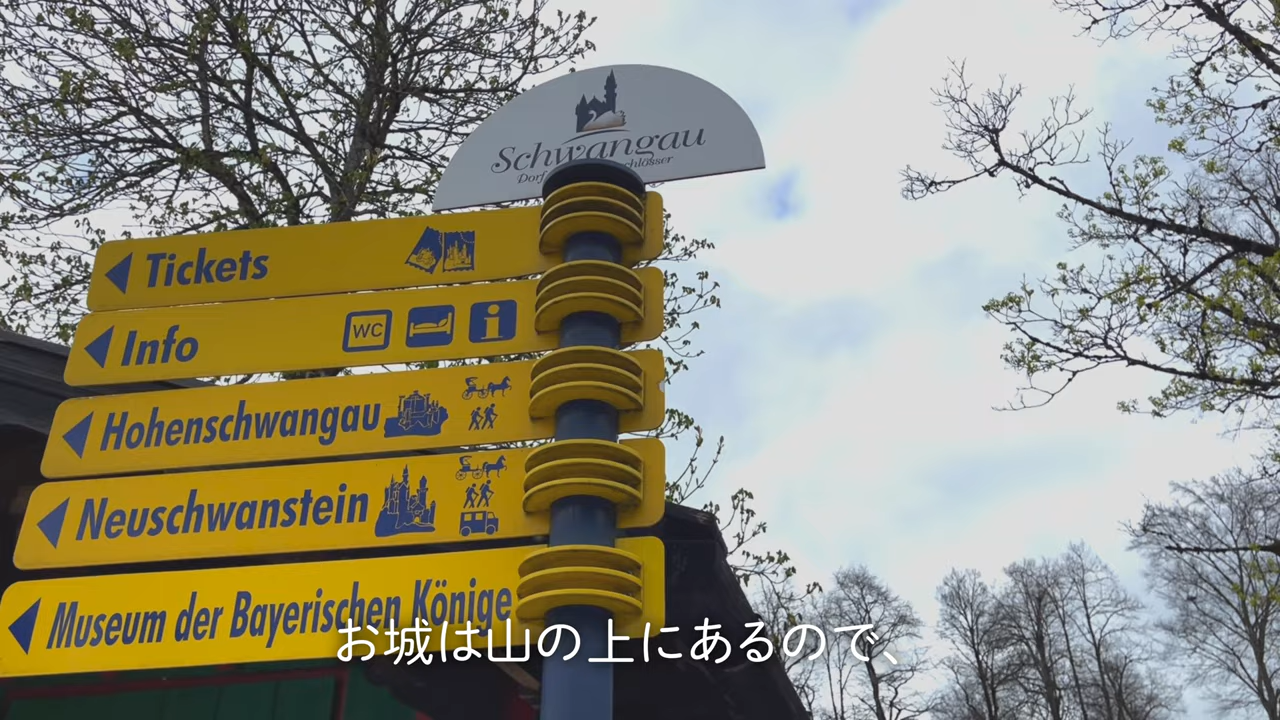 Schwangau
Tickets
Info
WC
i
Hohenschwangau
Neuschwanstein
Museum der Bayerischen Könige
お城は山の上にあるので、